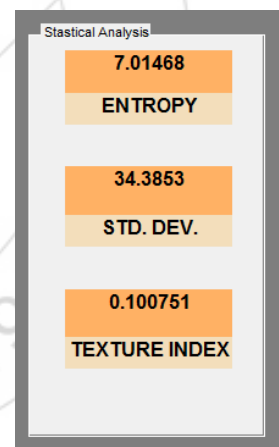 Stastical Analysis
7.01468
ENTROPY
34.3853
STD. DEV.
0.100751
TEXTURE INDEX